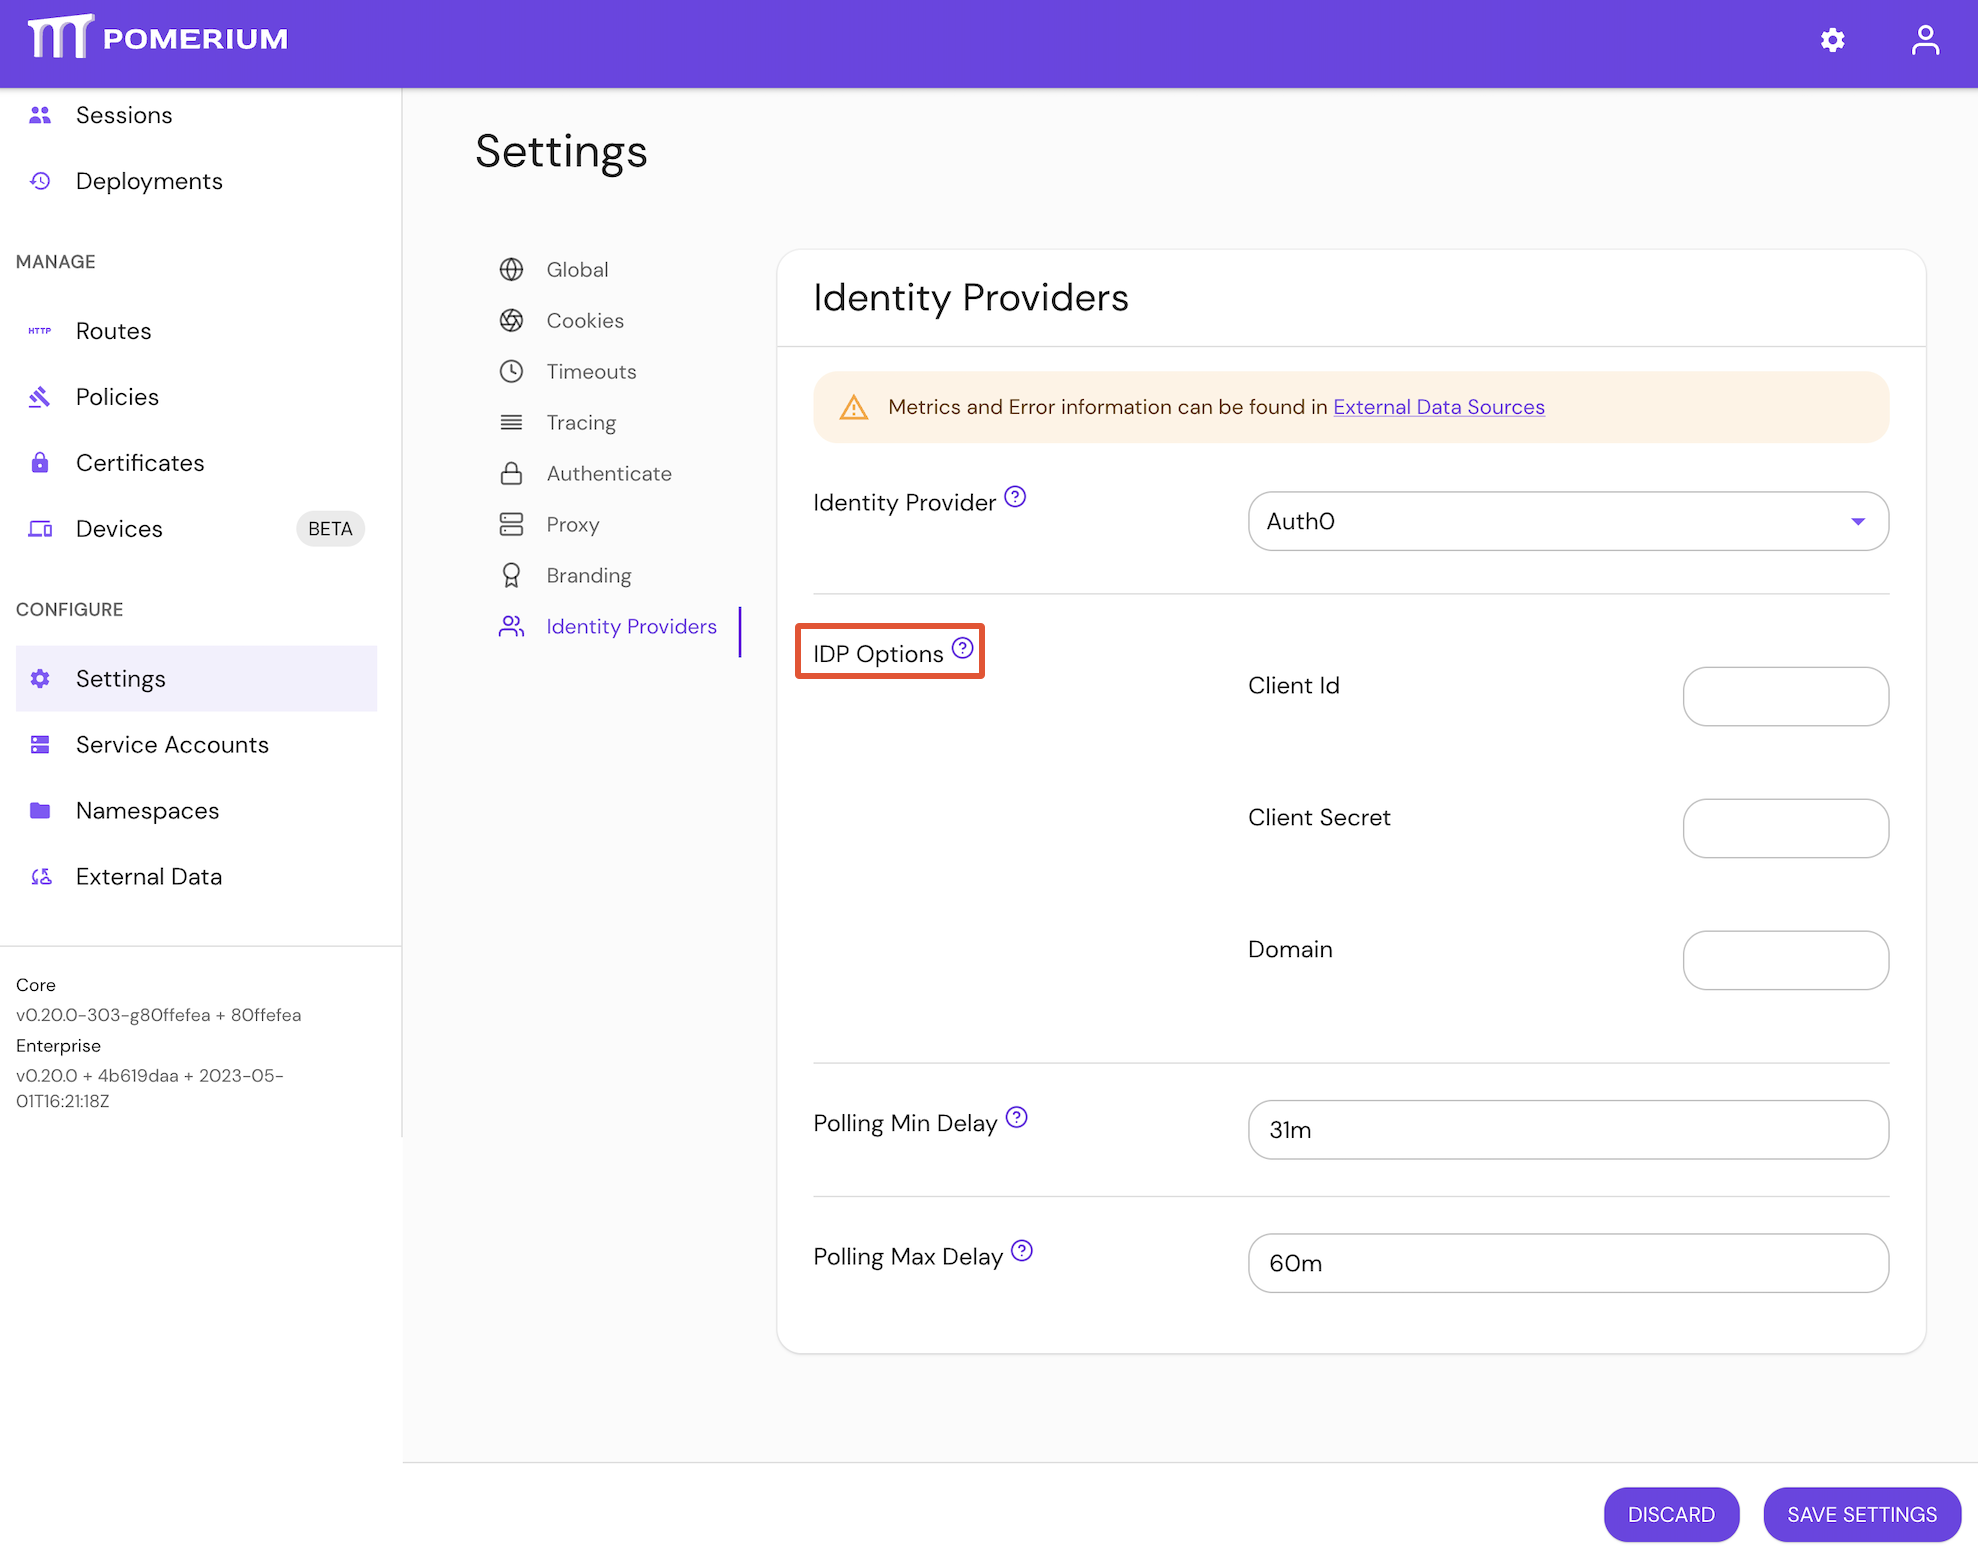 POMERIUM
Sessions
Deployments
MANAGE
HTTP
Routes
Policies
Certificates
Devices
BETA
CONFIGURE
Settings
Service Accounts
Namespaces
External Data
Core
v0.20.0-303-g80ffefea + 80ffefea
Enterprise
v0.20.0 + 4b619daa + 2023-05-
01T16:21:18Z
Settings
Global
Cookies
Timeouts
Tracing
Authenticate
Proxy
Branding
Identity Providers
Identity Providers
Metrics and Error information can be found in External Data Sources
Identity Provider ?
Auth0
IDP Options ?
Client Id
Client Secret
Domain
Polling Min Delay ?
31m
Polling Max Delay ?
60m
DISCARD
SAVE SETTINGS